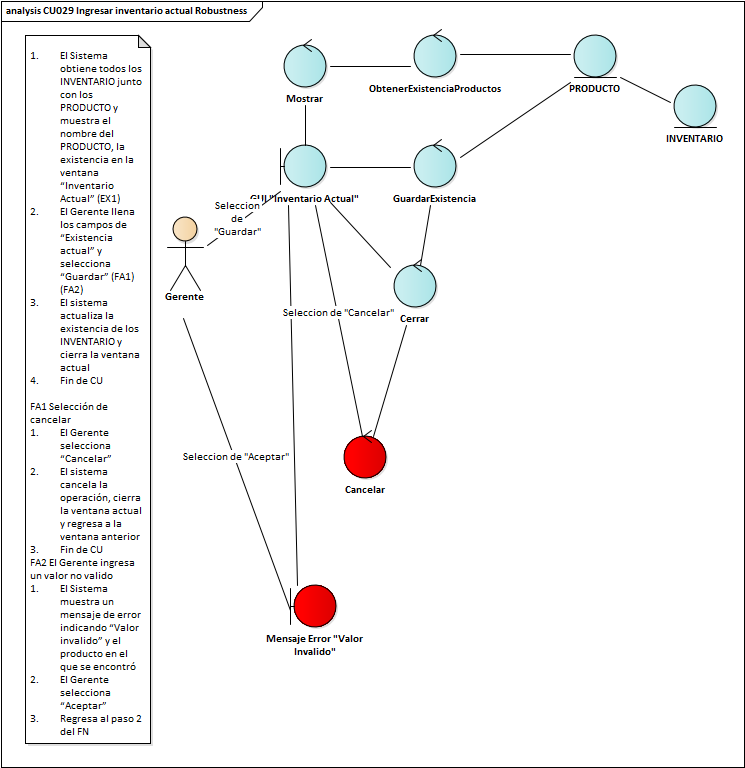 analysis CU029 Ingresar inventario actual Robustness
1. El Sistema
obtiene todos los
INVENTARIO junto
con los
PRODUCTO y
muestra el
nombre del
PRODUCTO, la
existencia en la
ventana
“Inventario
Actual” (EX1)
2. El Gerente llena
los campos de
“Existencia
actual” y
selecciona
“Guardar” (FA1)
(FA2)
3. El sistema
actualiza la
existencia de los
INVENTARIO y
cierra la ventana
actual
4. Fin de CU
FA1 Selección de
cancelar
1. El Gerente
selecciona
“Cancelar”
2. El sistema
cancela la
operación, cierra
la ventana actual
y regresa a la
ventana anterior
3. Fin de CU
FA2 El Gerente ingresa
un valor no valido
1. El Sistema
muestra un
mensaje de error
indicando “Valor
invalido” y el
producto en el
que se encontró
2. El Gerente
selecciona
“Aceptar”
3. Regresa al paso 2
del FN
Mostrar
ObtenerExistenciaProductos
PRODUCTO
INVENTARIO
GUI "Inventario Actual"
GuardarExistencia
Seleccion
de
"Guardar"
Gerente
Seleccion de "Cancelar"
Cerrar
Seleccion de "Aceptar"
Cancelar
Mensaje Error "Valor
Invalido"